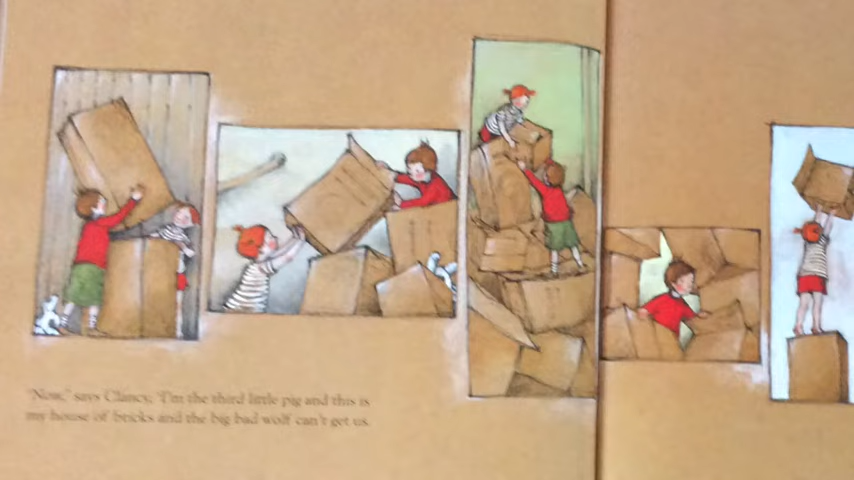 'Now,' says Clancy, 'I'm the third little pig and this is
my house of bricks and the big bad wolf can't get us.